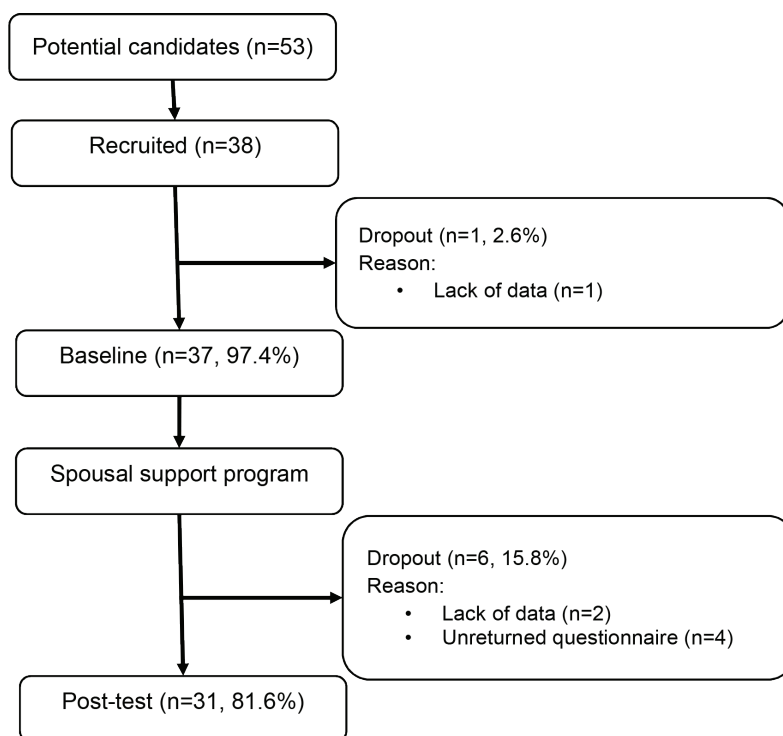 Potential candidates (n=53)
Recruited (n=38)
Dropout (n=1, 2.6%)
Reason:
• Lack of data (n=1)
Baseline (n=37, 97.4%)
Spousal support program
Dropout (n=6, 15.8%)
Reason:
• Lack of data (n=2)
• Unreturned questionnaire (n=4)
Post-test (n=31, 81.6%)